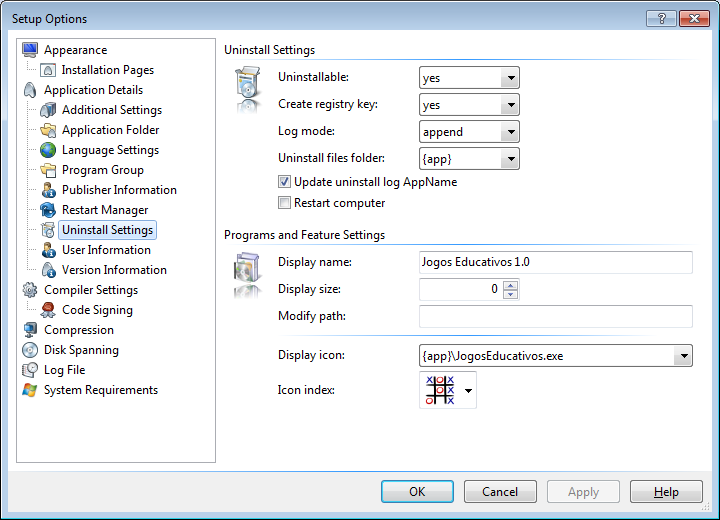 Setup Options
Appearance
Installation Pages
Application Details
Additional Settings
Application Folder
Language Settings
Program Group
Publisher Information
Restart Manager
Uninstall Settings
User Information
Version Information
Compiler Settings
Code Signing
Compression
Disk Spanning
Log File
System Requirements
Uninstall Settings
Uninstallable: yes
Create registry key: yes
Log mode: append
Uninstall files folder: {app}
Update uninstall log AppName
Restart computer
Programs and Feature Settings
Display name: Jogos Educativos 1.0
Display size: 0
Modify path:
Display icon: {app}\JogosEducativos.exe
Icon index:
OK Cancel Apply Help